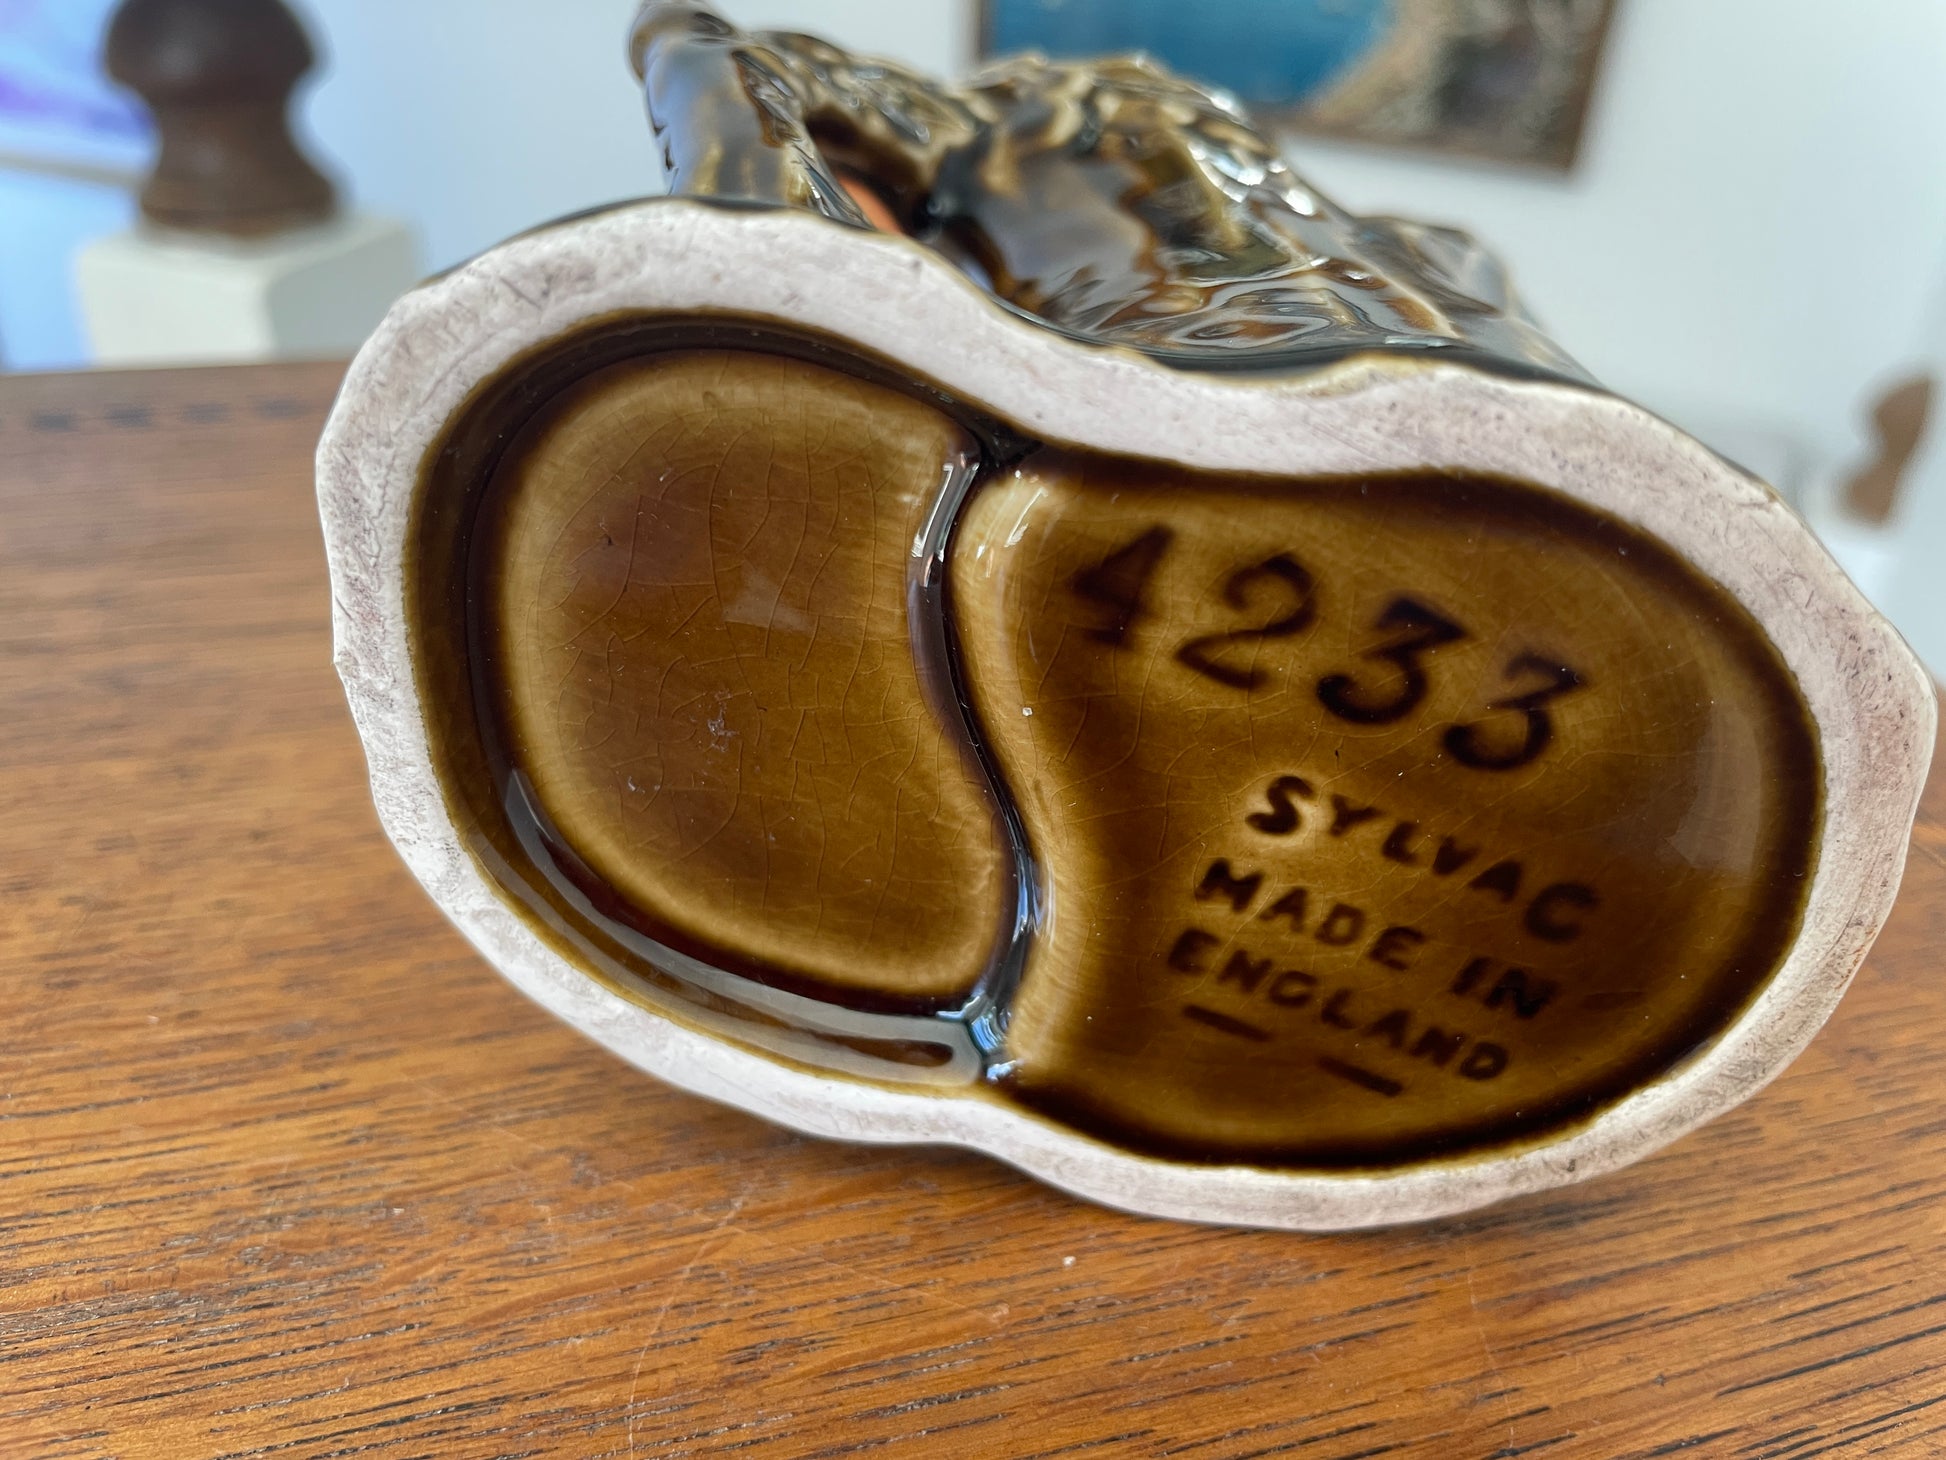 4233
SYLVAC
MADE IN
ENGLAND